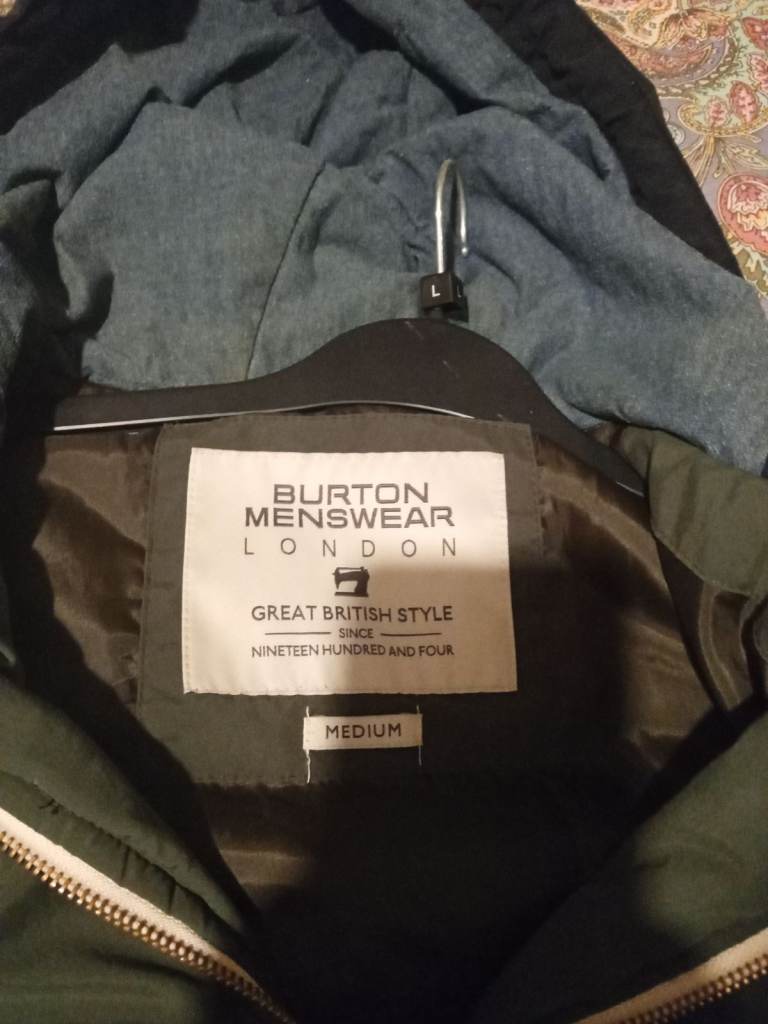 L
BURTON
MENSWEAR
LONDON
GREAT BRITISH STYLE
SINCE
NINETEEN HUNDRED AND FOUR
MEDIUM